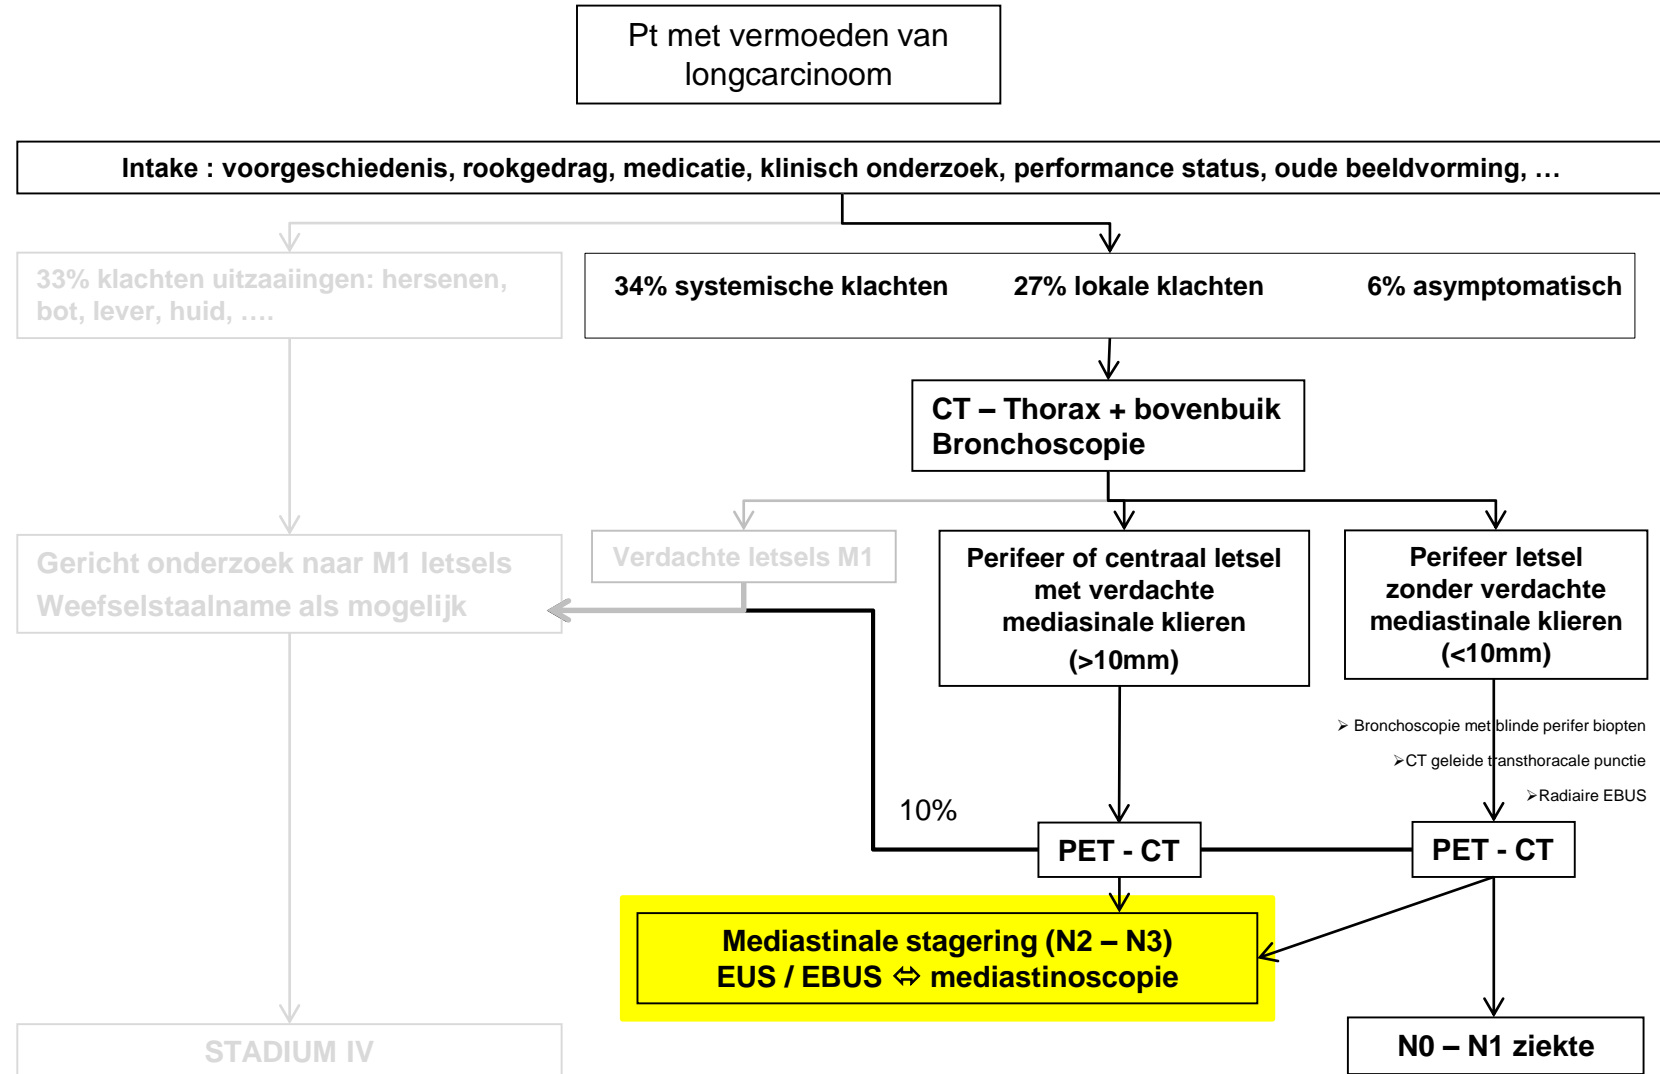 Pt met vermoeden van
longcarcinoom
Intake : voorgeschiedenis, rookgedrag, medicatie, klinisch onderzoek, performance status, oude beeldvorming, …
33% klachten uitzaaiingen: hersenen,
bot, lever, huid, ….
34% systemische klachten 27% lokale klachten 6% asymptomatisch
CT – Thorax + bovenbuik
Bronchoscopie
Gericht onderzoek naar M1 letsels
Weefselstaalname als mogelijk
Verdachte letsels M1
Perifeer of centraal letsel
met verdachte
mediasinale klieren
(>10mm)
Perifeer letsel
zonder verdachte
mediastinale klieren
(<10mm)
➢ Bronchoscopie met blinde perifer biopten
➢CT geleide transthoracale punctie
➢Radiaire EBUS
10%
PET - CT
PET - CT
Mediastinale stagering (N2 – N3)
EUS / EBUS ⬄ mediastinoscopie
STADIUM IV
N0 – N1 ziekte